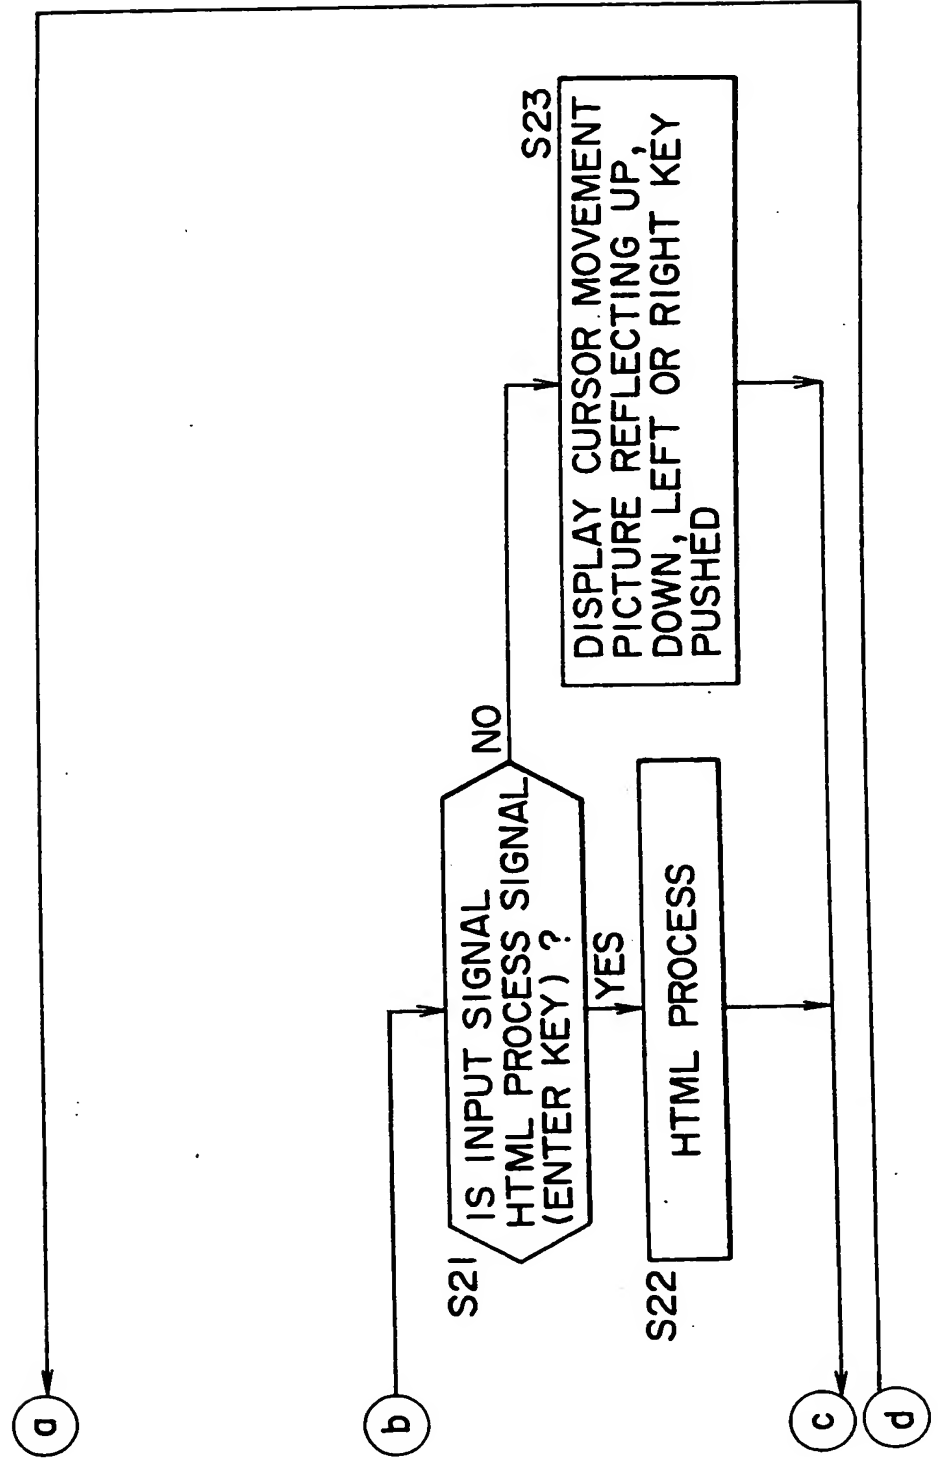 a
b
S21
IS INPUT SIGNAL
HTML PROCESS SIGNAL
(ENTER KEY) ?
NO
YES
S23
DISPLAY CURSOR MOVEMENT
PICTURE REFLECTING UP,
DOWN, LEFT OR RIGHT KEY
PUSHED
S22
HTML PROCESS
c
d